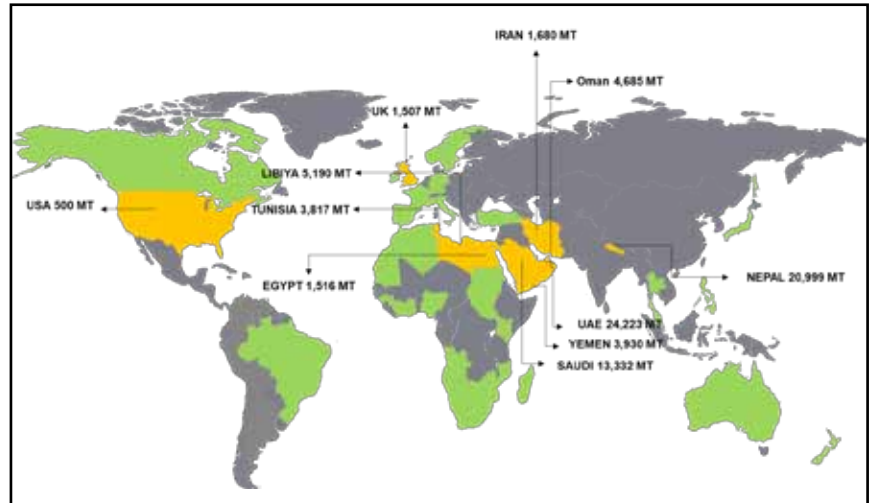 IRAN 1,680 MT
Oman 4,685 MT
UK 1,507 MT
LIBIYA 5,190 MT
USA 500 MT
TUNISIA 3,817 MT
EGYPT 1,516 MT
NEPAL 20,999 MT
UAE 24,223 MT
YEMEN 3,930 MT
SAUDI 13,332 MT